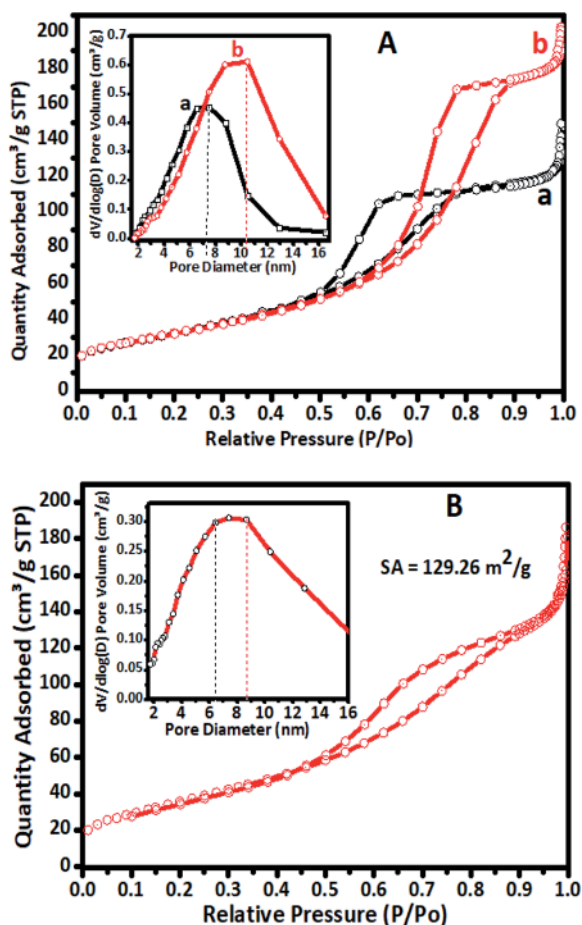 A
b
a
Quantity Adsorbed (cm³/g STP)
200
180
160
140
120
100
80
60
40
20
0
0.0 0.1 0.2 0.3 0.4 0.5 0.6 0.7 0.8 0.9 1.0
Relative Pressure (P/Po)
dV/dlog(D) Pore Volume (cm³/g)
0.6
0.5
0.4
0.3
0.2
0.1
0.0
a
b
2 4 6 8 10 12 14 16
Pore Diameter (nm)
B
SA = 129.26 m²/g
Quantity Adsorbed (cm³/g STP)
200
180
160
140
120
100
80
60
40
20
0
0.0 0.1 0.2 0.3 0.4 0.5 0.6 0.7 0.8 0.9 1.0
Relative Pressure (P/Po)
dV/dlog(D) Pore Volume (cm³/g)
0.30
0.25
0.20
0.15
0.10
0.05
0.00
2 4 6 8 10 12 14 16
Pore Diameter (nm)